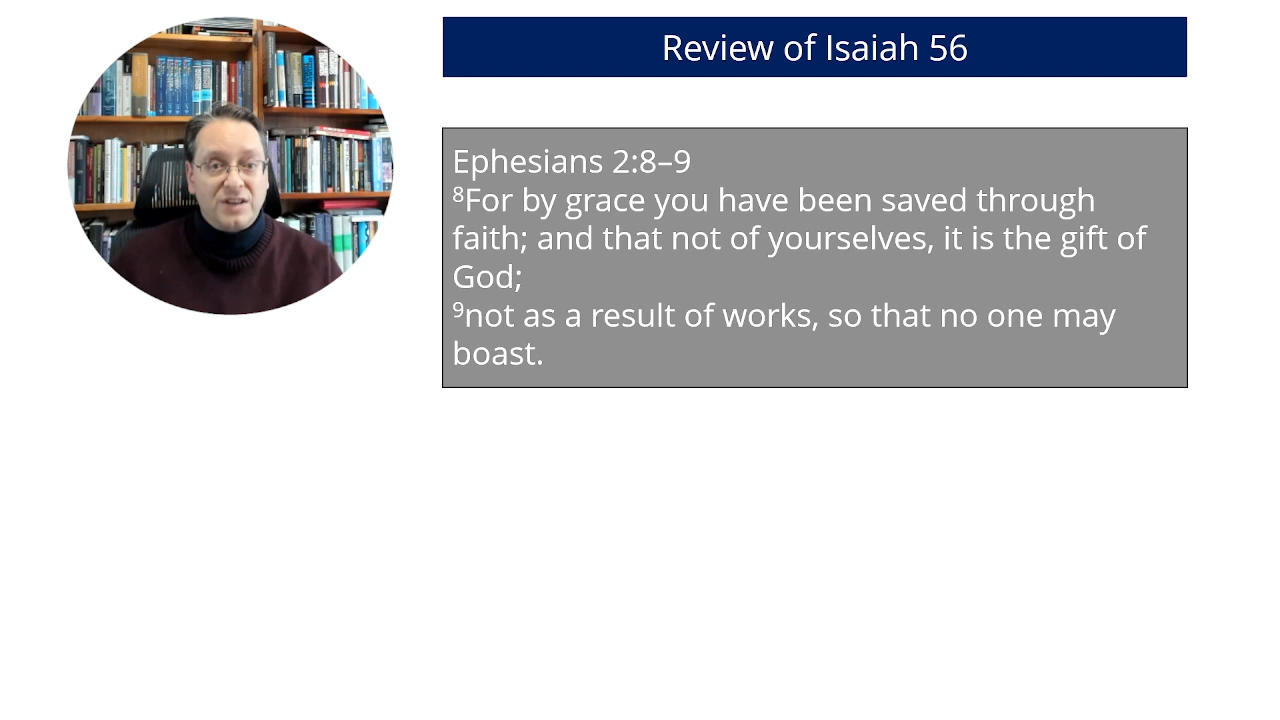 Review of Isaiah 56
Ephesians 2:8–9
⁸For by grace you have been saved through
faith; and that not of yourselves, it is the gift of
God;
⁹not as a result of works, so that no one may
boast.